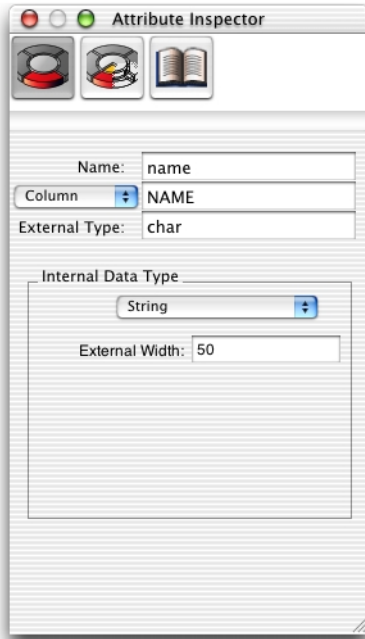 Attribute Inspector
Name: name
Column NAME
External Type: char
Internal Data Type
String
External Width: 50